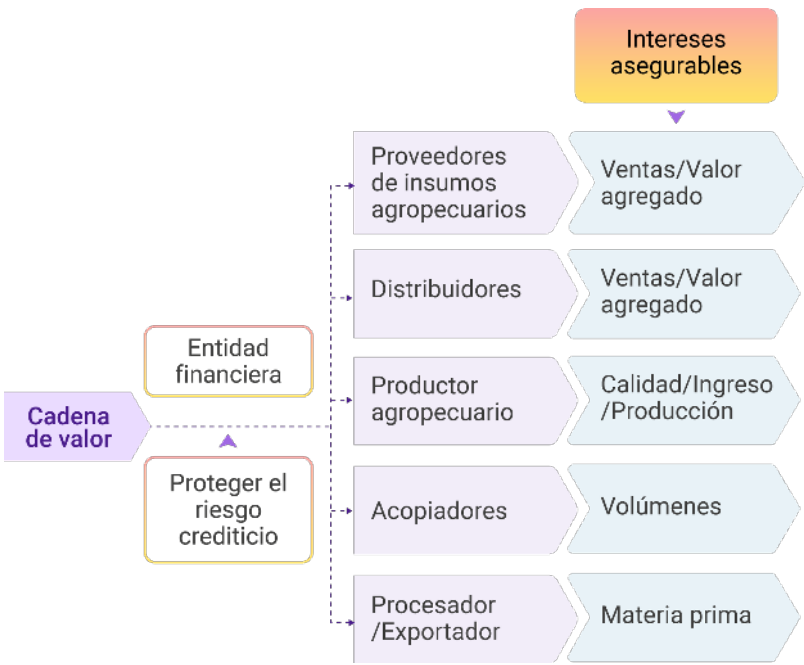 Intereses
asegurables
Proveedores
de insumos
agropecuarios
Ventas/Valor
agregado
Distribuidores
Ventas/Valor
agregado
Entidad
financiera
Productor
agropecuario
Calidad/Ingreso
/Producción
Cadena
de valor
Proteger el
riesgo
crediticio
Acopiadores
Volúmenes
Procesador
/Exportador
Materia prima